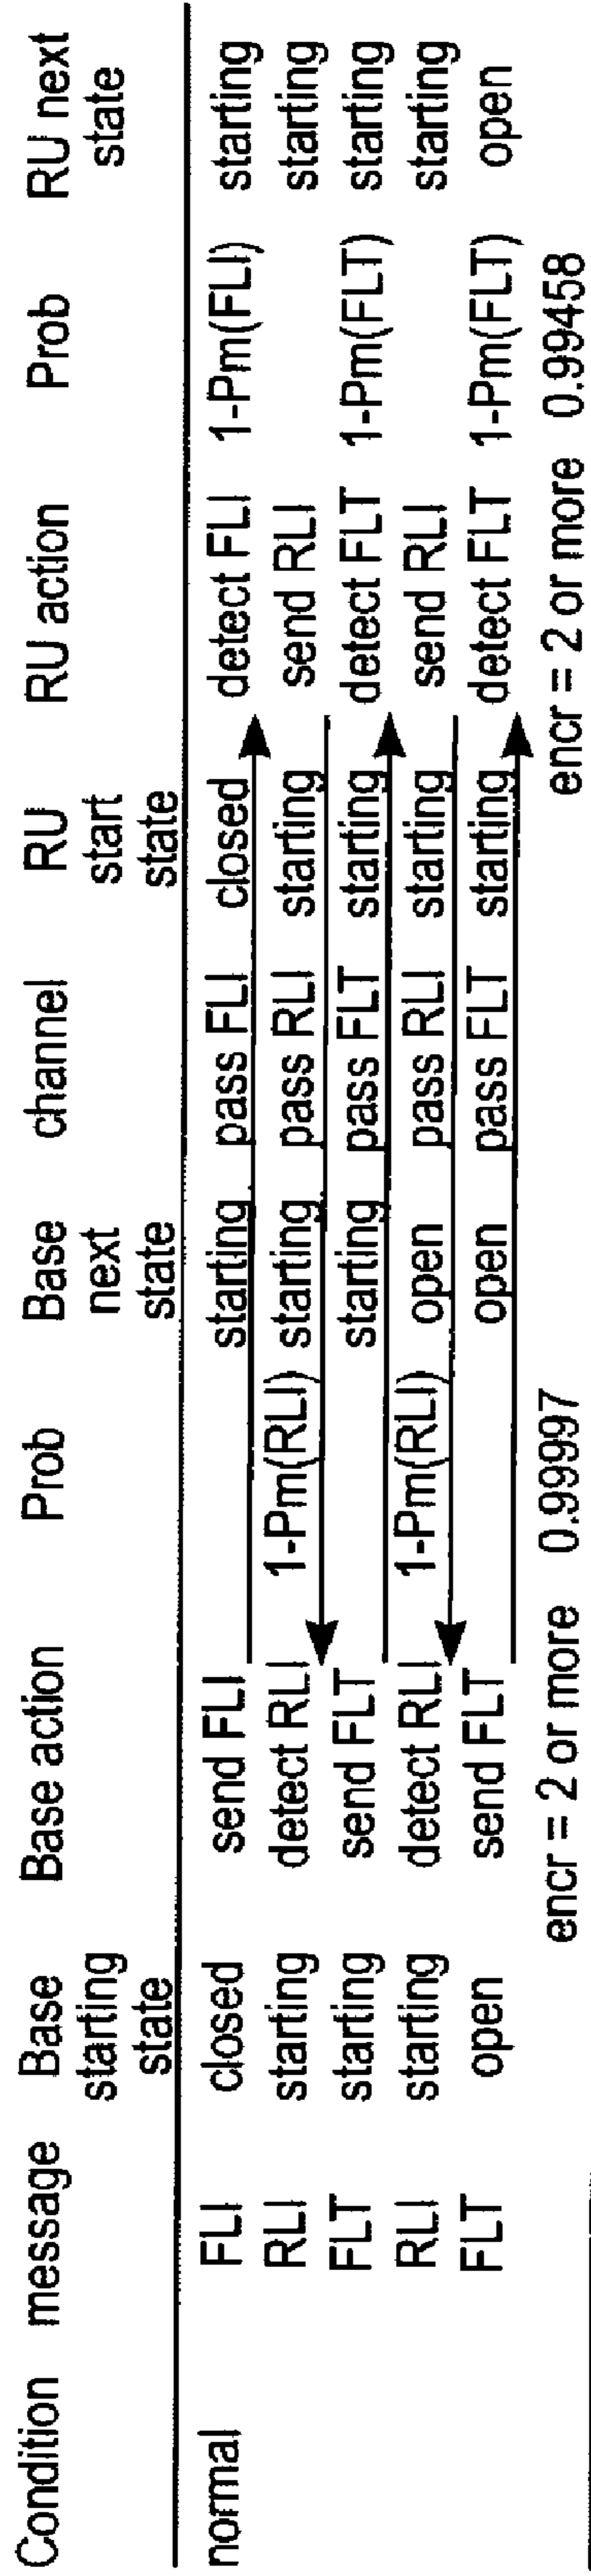 Condition message Base starting state Base action Prob Base next state channel RU start state RU action Prob RU next state
normal FLI closed send FLI starting pass FLI closed detect FLI 1-Pm(FLI) starting
RLI starting detect RLI 1-Pm(RLI) starting pass RLI starting send RLI starting
FLT starting send FLT starting pass FLT starting detect FLT 1-Pm(FLT) starting
RLI starting detect RLI 1-Pm(RLI) open pass RLI starting send RLI starting
FLT open send FLT open pass FLT starting detect FLT 1-Pm(FLT) open
encr = 2 or more 0.99997 encr = 2 or more 0.99458